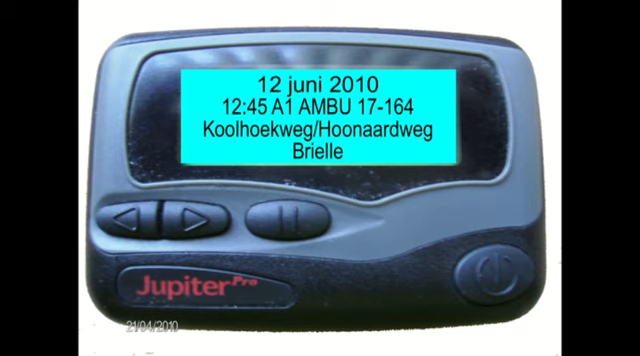 12 juni 2010
12:45 A1 AMBU 17-164
Koolhoekweg/Hoonaardweg
Brielle
Jupiter Pro
21/04/2010